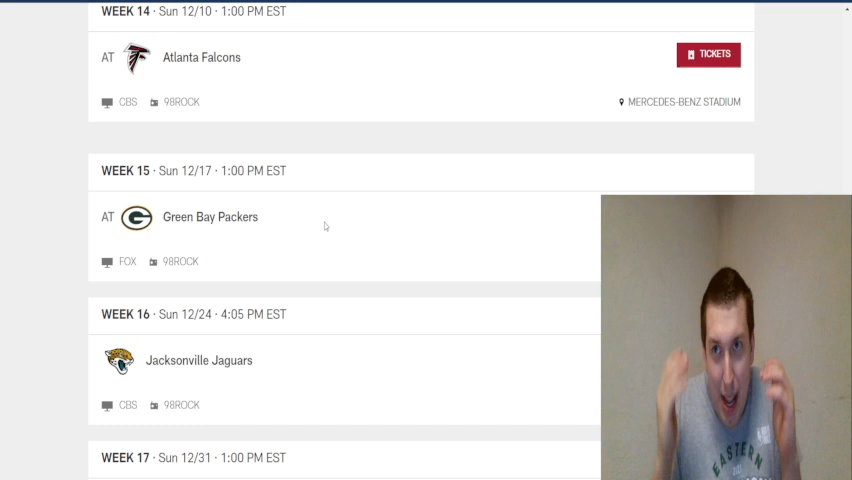 WEEK 14 · Sun 12/10 · 1:00 PM EST
AT Atlanta Falcons
TICKETS
CBS 98ROCK
MERCEDES-BENZ STADIUM
WEEK 15 · Sun 12/17 · 1:00 PM EST
AT Green Bay Packers
FOX 98ROCK
WEEK 16 · Sun 12/24 · 4:05 PM EST
Jacksonville Jaguars
CBS 98ROCK
WEEK 17 · Sun 12/31 · 1:00 PM EST
EASTERN